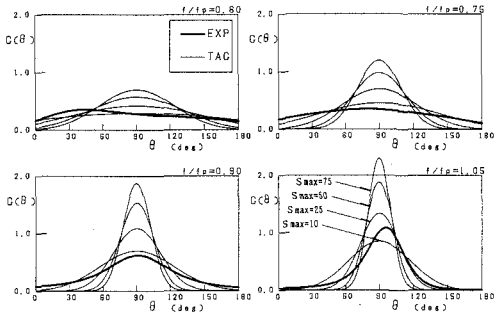 f/fp=0.60
2.0
G(θ)
1.0
0.0
0 30 60 90 120 150 180
θ (deg)
EXP
TAG
f/fp=0.75
2.0
G(θ)
1.0
0.0
0 30 60 90 120 150 180
θ (deg)
f/fp=0.90
2.0
G(θ)
1.0
0.0
0 30 60 90 120 150 180
θ (deg)
f/fp=1.05
2.0
G(θ)
1.0
0.0
0 30 60 90 120 150 180
θ (deg)
Smax=75
Smax=50
Smax=25
Smax=10